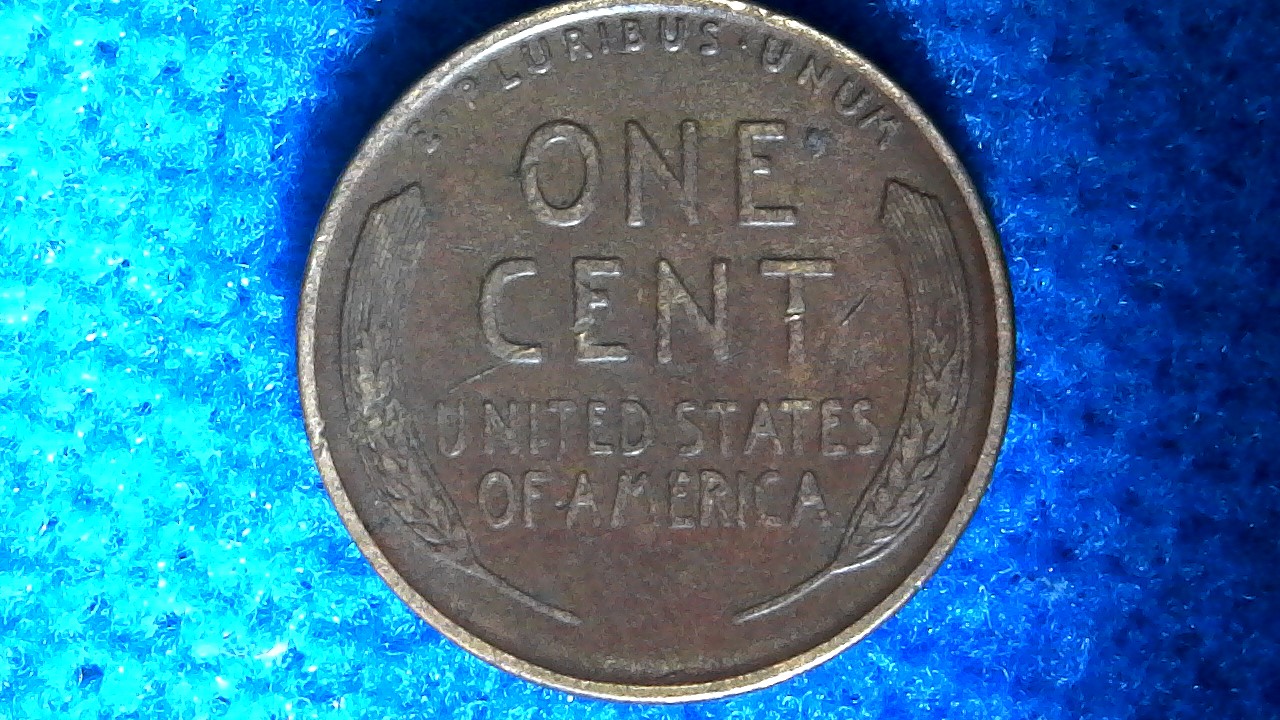 E PLURIBUS · UNUM
ONE
CENT
UNITED STATES
OF·AMERICA